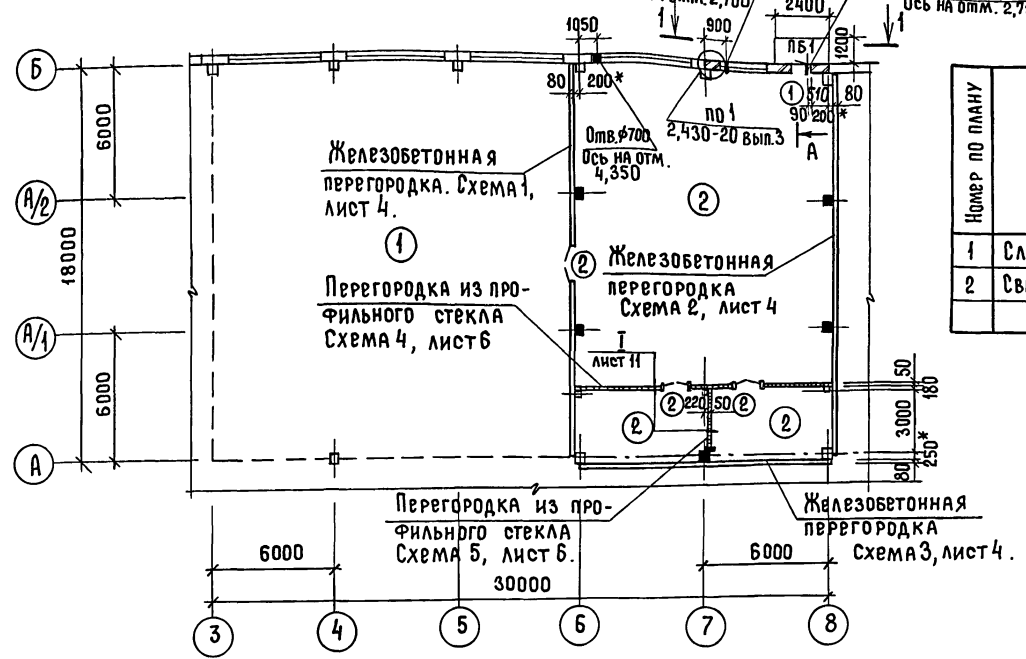 2400
Ось на отм. 2,7
1
1
1050
900
ПБ1
1200
Б
80
200*
1
510
80
90
200*
ПО1
2,430-20 вып.3
А
Отв.φ700
Ось на отм.
4,350
6000
18000
А/2
Железобетонная
перегородка. Схема 1,
лист 4.
1
2
2
Железобетонная
перегородка
Схема 2, лист 4
Перегородка из про-
фильного стекла
Схема 4, лист 6
А/1
I
лист 11
6000
2
220
50
2
2
2
50
180
3000
250*
80
А
Перегородка из про-
фильного стекла
Схема 5, лист 6.
Железобетонная
перегородка
Схема 3, лист 4.
6000
6000
30000
3
4
5
6
7
8
Номер по плану
1
2